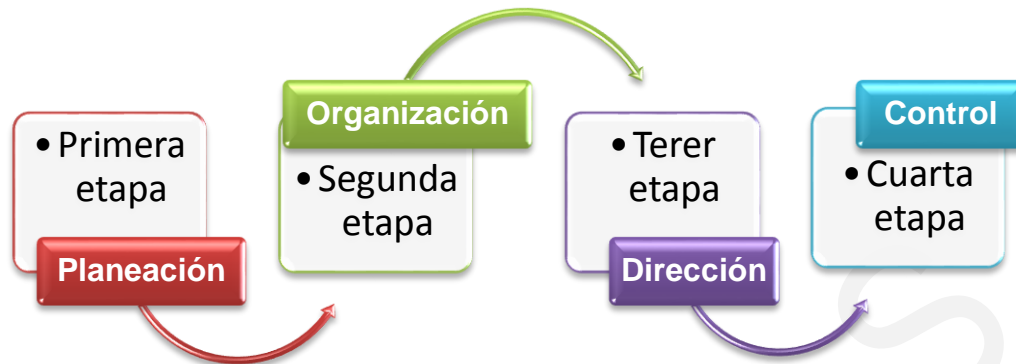 • Primera
etapa
Planeación
Organización
• Segunda
etapa
• Terer
etapa
Dirección
Control
• Cuarta
etapa